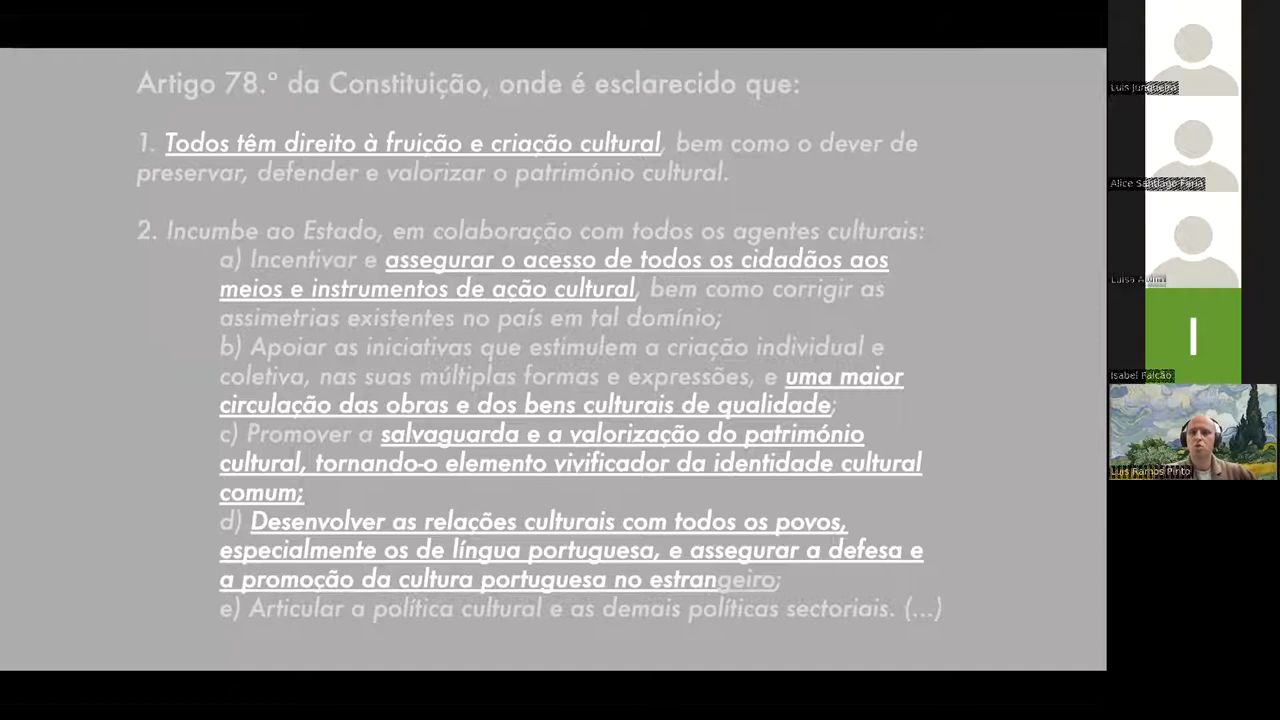 Artigo 78.º da Constituição, onde é esclarecido que:
1. Todos têm direito à fruição e criação cultural, bem como o dever de
preservar, defender e valorizar o património cultural.
2. Incumbe ao Estado, em colaboração com todos os agentes culturais:
a) Incentivar e assegurar o acesso de todos os cidadãos aos
meios e instrumentos de ação cultural, bem como corrigir as
assimetrias existentes no país em tal domínio;
b) Apoiar as iniciativas que estimulem a criação individual e
coletiva, nas suas múltiplas formas e expressões, e uma maior
circulação das obras e dos bens culturais de qualidade;
c) Promover a salvaguarda e a valorização do património
cultural, tornando-o elemento vivificador da identidade cultural
comum;
d) Desenvolver as relações culturais com todos os povos,
especialmente os de língua portuguesa, e assegurar a defesa e
a promoção da cultura portuguesa no estrangeiro;
e) Articular a política cultural e as demais políticas sectoriais. (...)
Luis Junqueira
Alice Santiago Faria
Luisa Alvim
I
Isabel Falcão
Luis Ramos Pinto